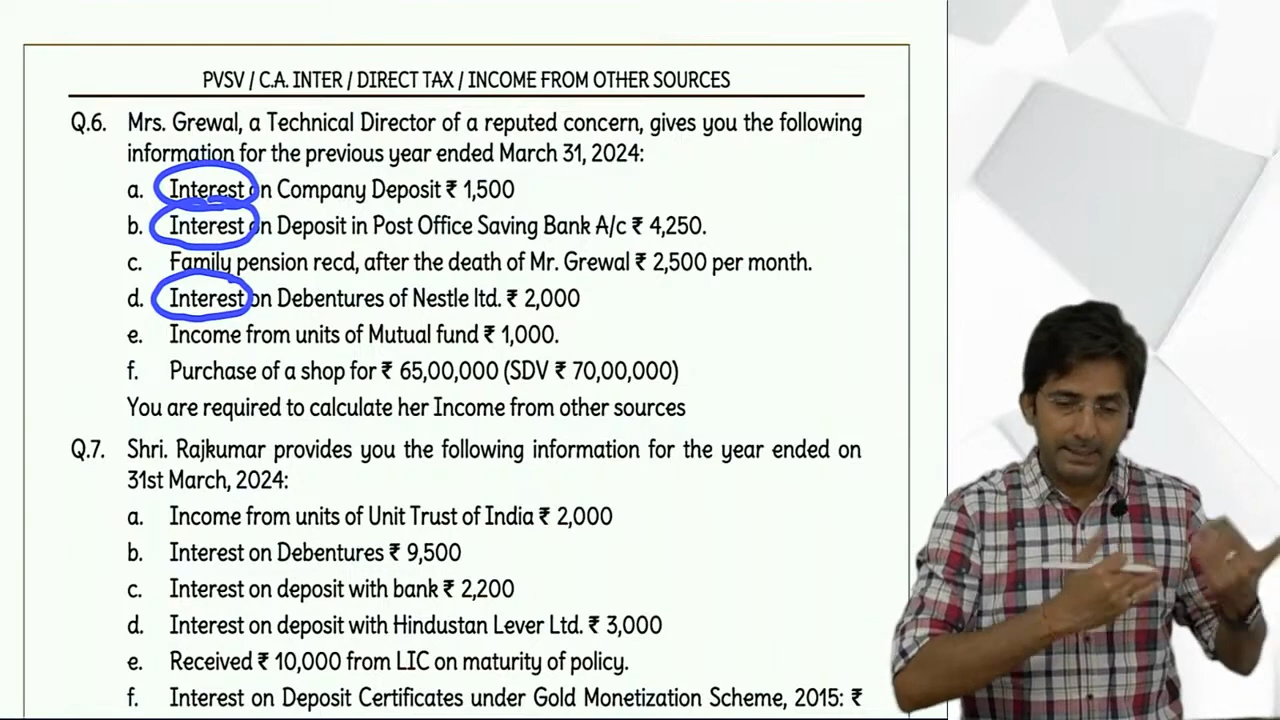 PVSV / C.A. INTER / DIRECT TAX / INCOME FROM OTHER SOURCES
Q.6. Mrs. Grewal, a Technical Director of a reputed concern, gives you the following
information for the previous year ended March 31, 2024:
a. Interest on Company Deposit ₹ 1,500
b. Interest on Deposit in Post Office Saving Bank A/c ₹ 4,250.
c. Family pension recd, after the death of Mr. Grewal ₹ 2,500 per month.
d. Interest on Debentures of Nestle ltd. ₹ 2,000
e. Income from units of Mutual fund ₹ 1,000.
f. Purchase of a shop for ₹ 65,00,000 (SDV ₹ 70,00,000)
You are required to calculate her Income from other sources
Q.7. Shri. Rajkumar provides you the following information for the year ended on
31st March, 2024:
a. Income from units of Unit Trust of India ₹ 2,000
b. Interest on Debentures ₹ 9,500
c. Interest on deposit with bank ₹ 2,200
d. Interest on deposit with Hindustan Lever Ltd. ₹ 3,000
e. Received ₹ 10,000 from LIC on maturity of policy.
f. Interest on Deposit Certificates under Gold Monetization Scheme, 2015: ₹